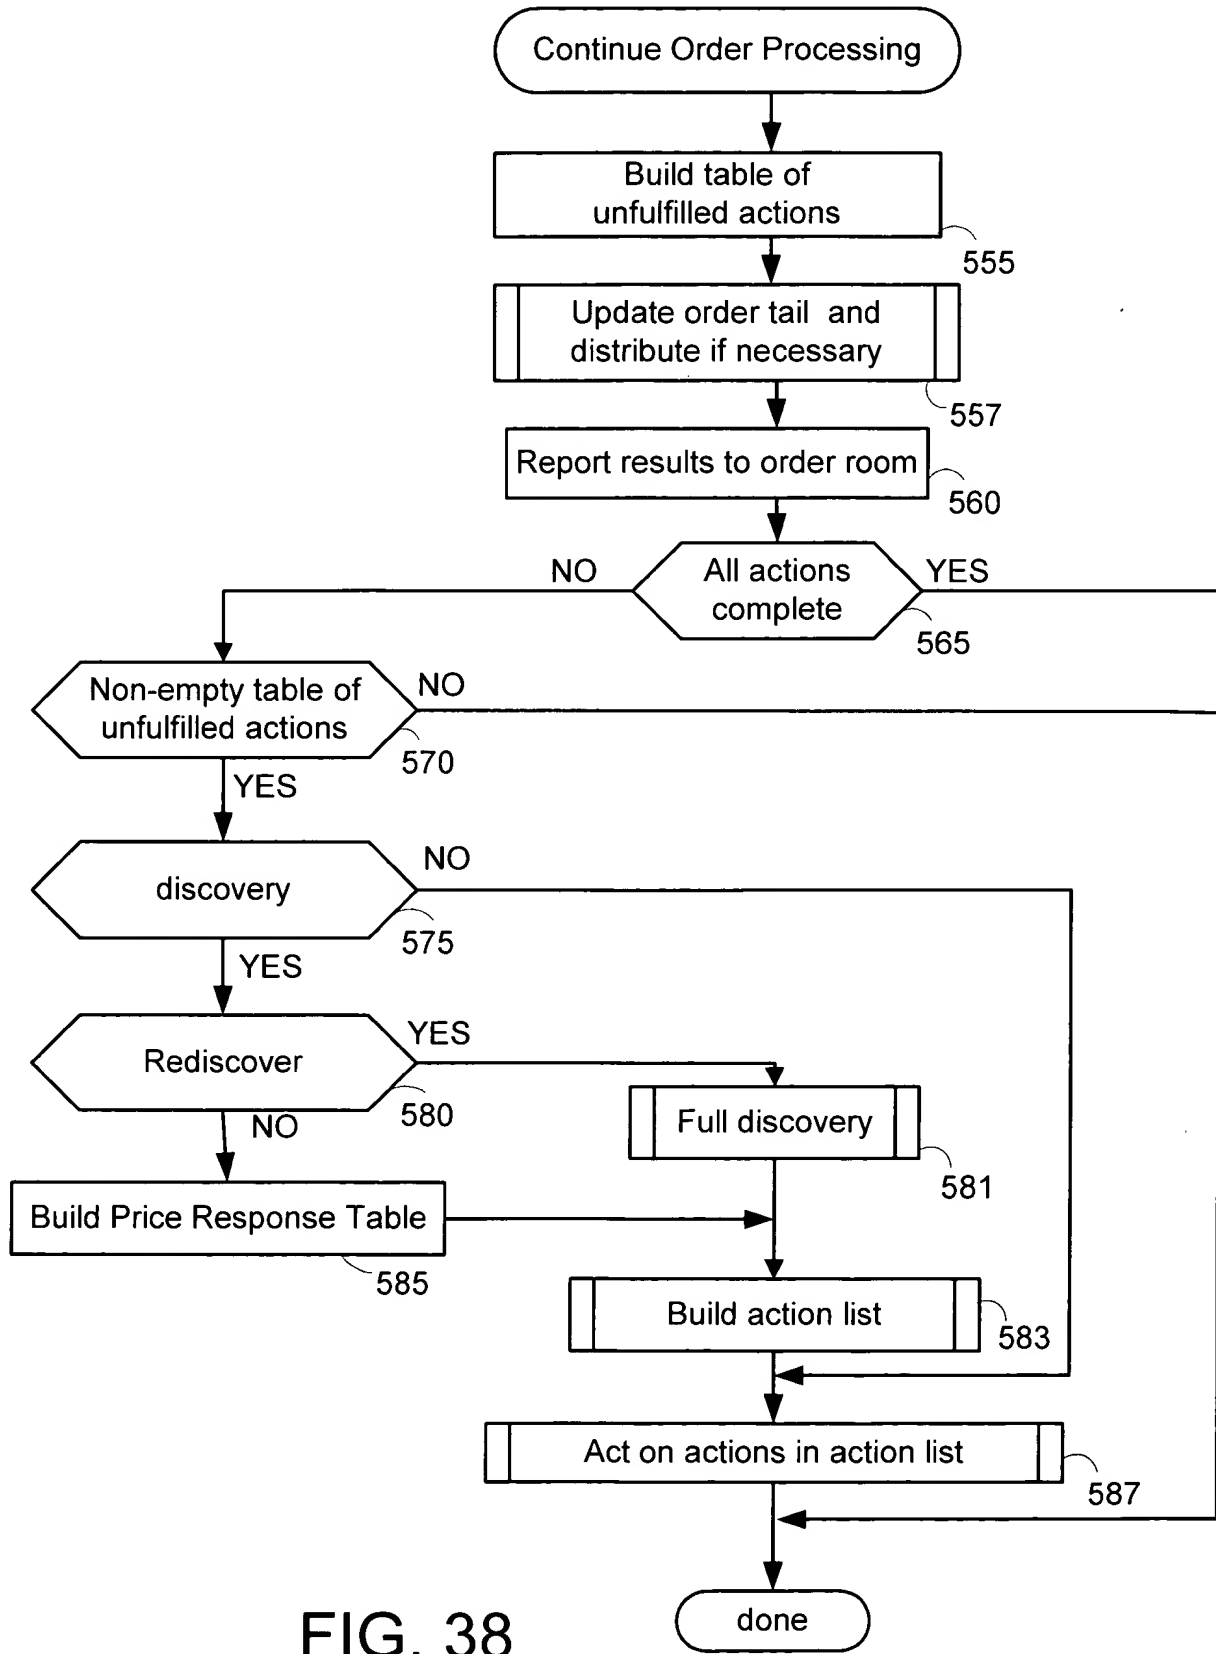 Continue Order Processing
Build table of
unfulfilled actions
555
Update order tail and
distribute if necessary
557
Report results to order room
560
NO
All actions
complete
YES
565
Non-empty table of
unfulfilled actions
NO
570
YES
discovery
NO
575
YES
Rediscover
YES
580
NO
Full discovery
581
Build Price Response Table
585
Build action list
583
Act on actions in action list
587
done
FIG. 38